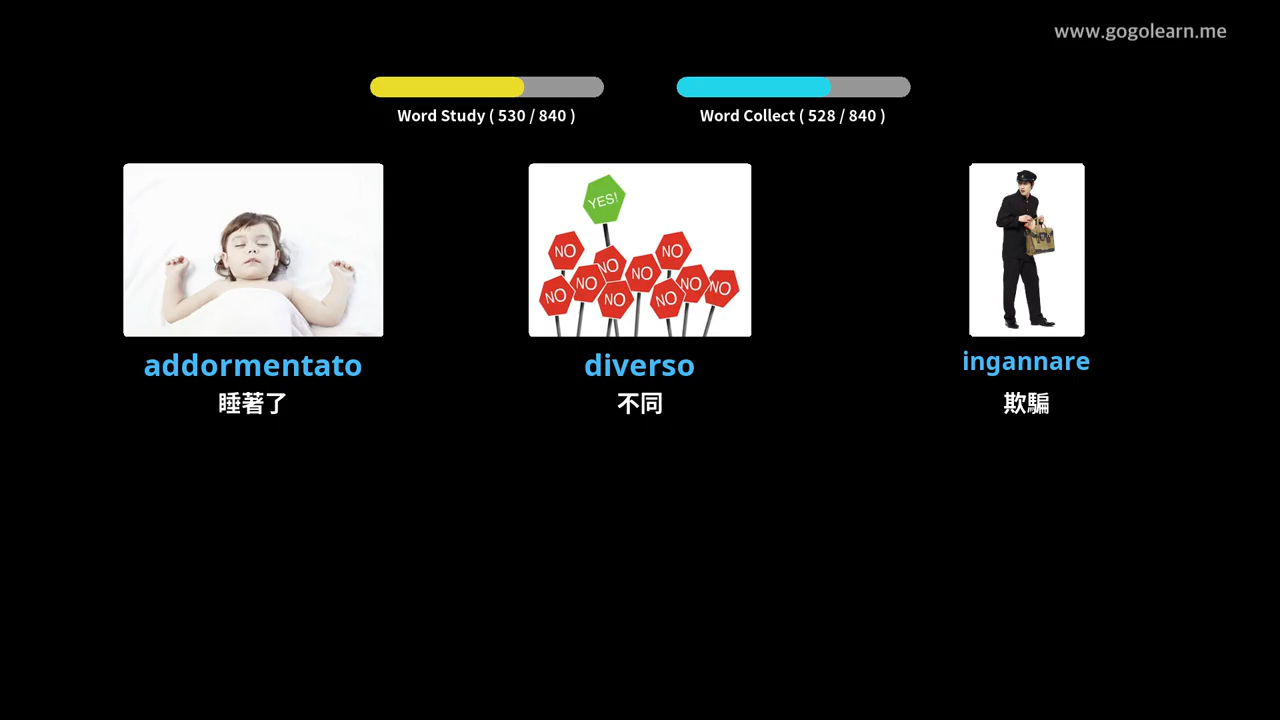 www.gogolearn.me
Word Study ( 530 / 840 )
Word Collect ( 528 / 840 )
YES!
NO
NO
NO
NO
NO
NO
NO
NO
NO
NO
addormentato
diverso
ingannare
睡著了
不同
欺騙